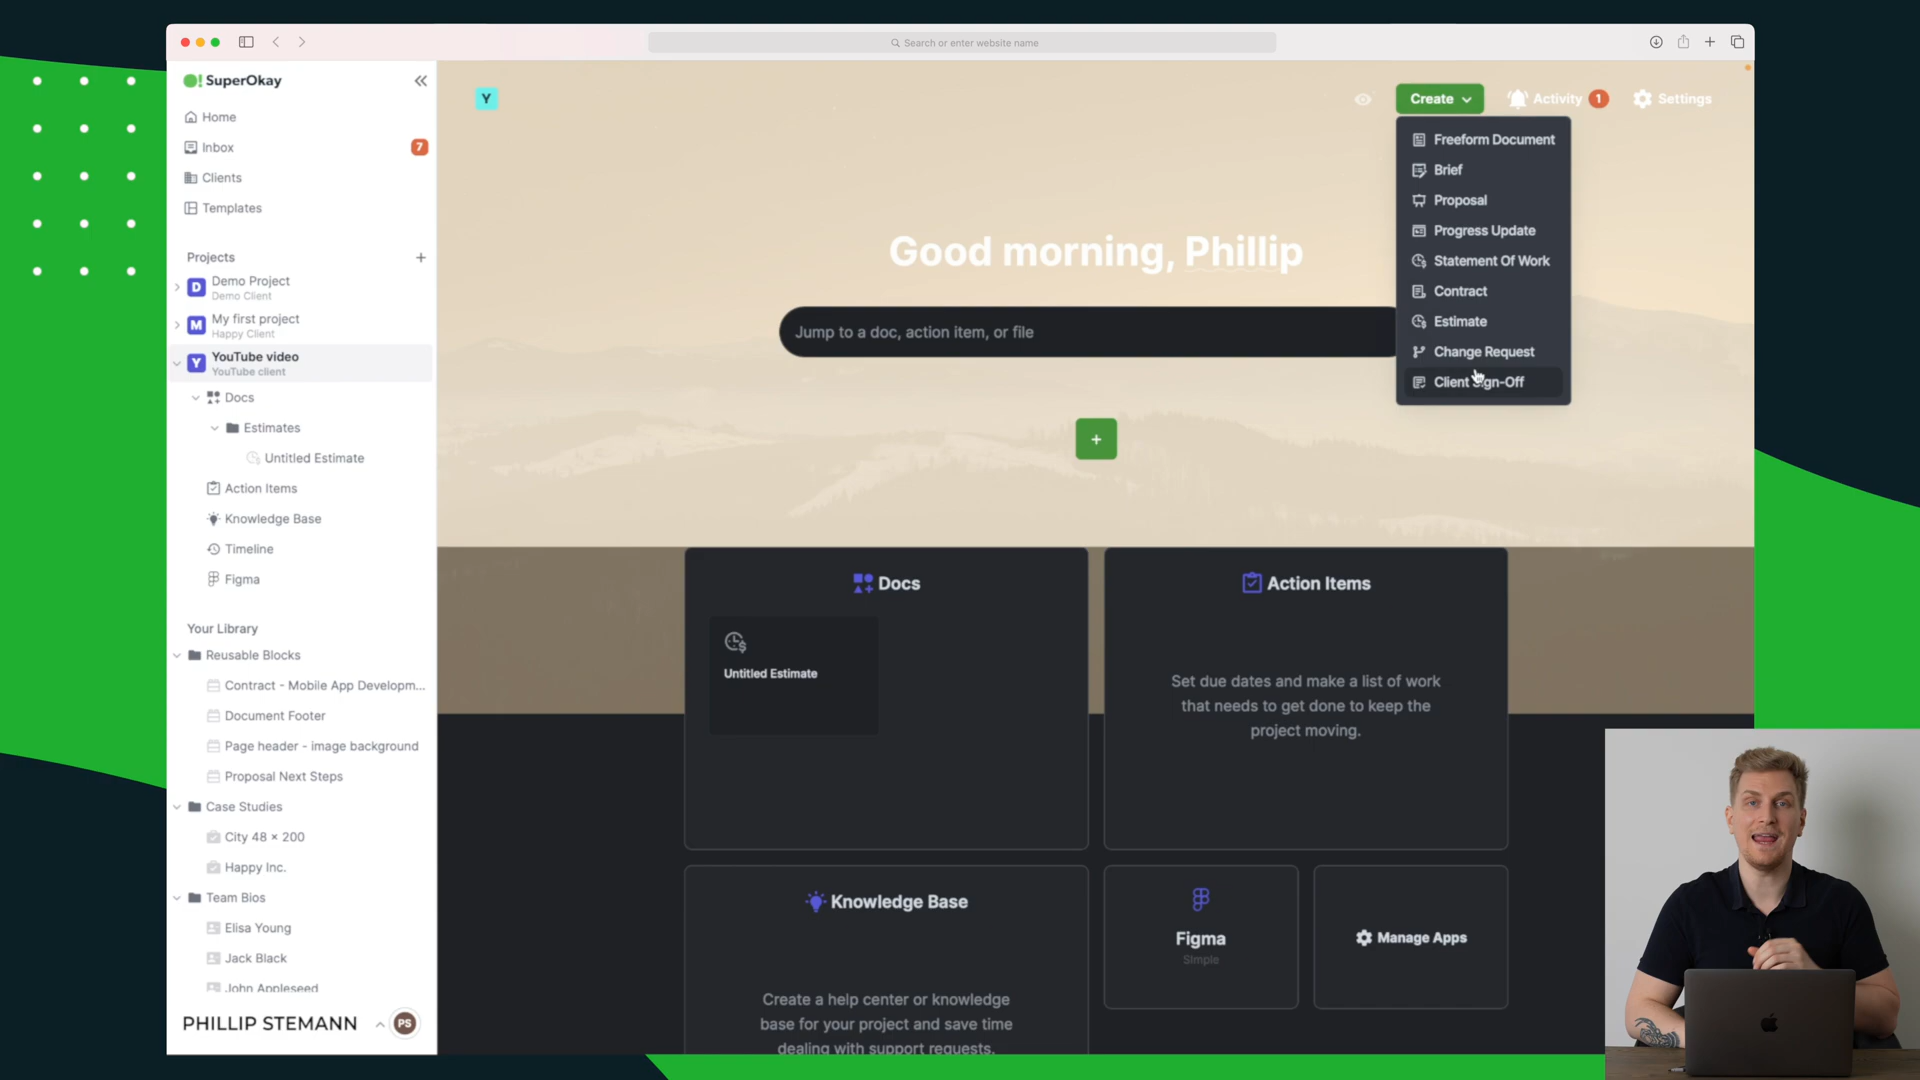 Search or enter website name
SuperOkay
Home
Inbox
7
Clients
Templates
Projects
D
Demo Project
Demo Client
M
My first project
Happy Client
Y
YouTube video
YouTube client
Docs
Estimates
Untitled Estimate
Action Items
Knowledge Base
Timeline
Figma
Your Library
Reusable Blocks
Contract - Mobile App Developm...
Document Footer
Page header - image background
Proposal Next Steps
Case Studies
City 48 × 200
Happy Inc.
Team Bios
Elisa Young
Jack Black
John Appleseed
PHILLIP STEMANN
PS
Y
Create
Activity
1
Settings
Freeform Document
Brief
Proposal
Progress Update
Statement Of Work
Contract
Estimate
Change Request
Client Sign-Off
Good morning, Phillip
Jump to a doc, action item, or file
Docs
Untitled Estimate
Action Items
Set due dates and make a list of work
that needs to get done to keep the
project moving.
Knowledge Base
Create a help center or knowledge
base for your project and save time
dealing with support requests.
Figma
Simple
Manage Apps